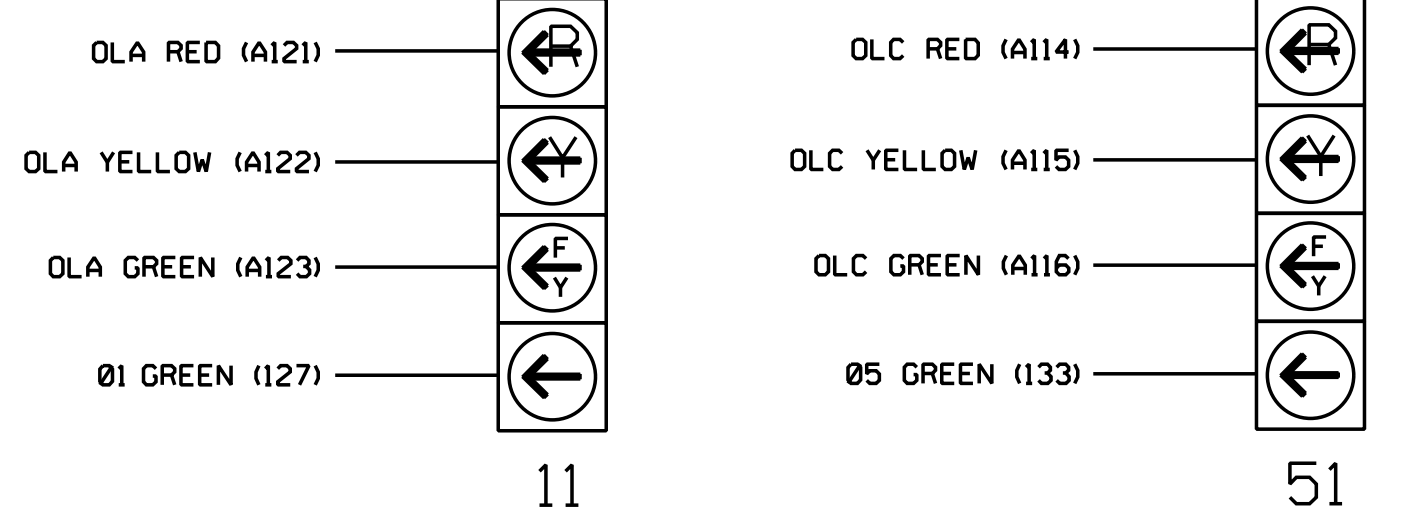 OLA RED (A121)
R
OLA YELLOW (A122)
Y
OLA GREEN (A123)
F
Y
Ø1 GREEN (127)
11
OLC RED (A114)
R
OLC YELLOW (A115)
Y
OLC GREEN (A116)
F
Y
Ø5 GREEN (133)
51